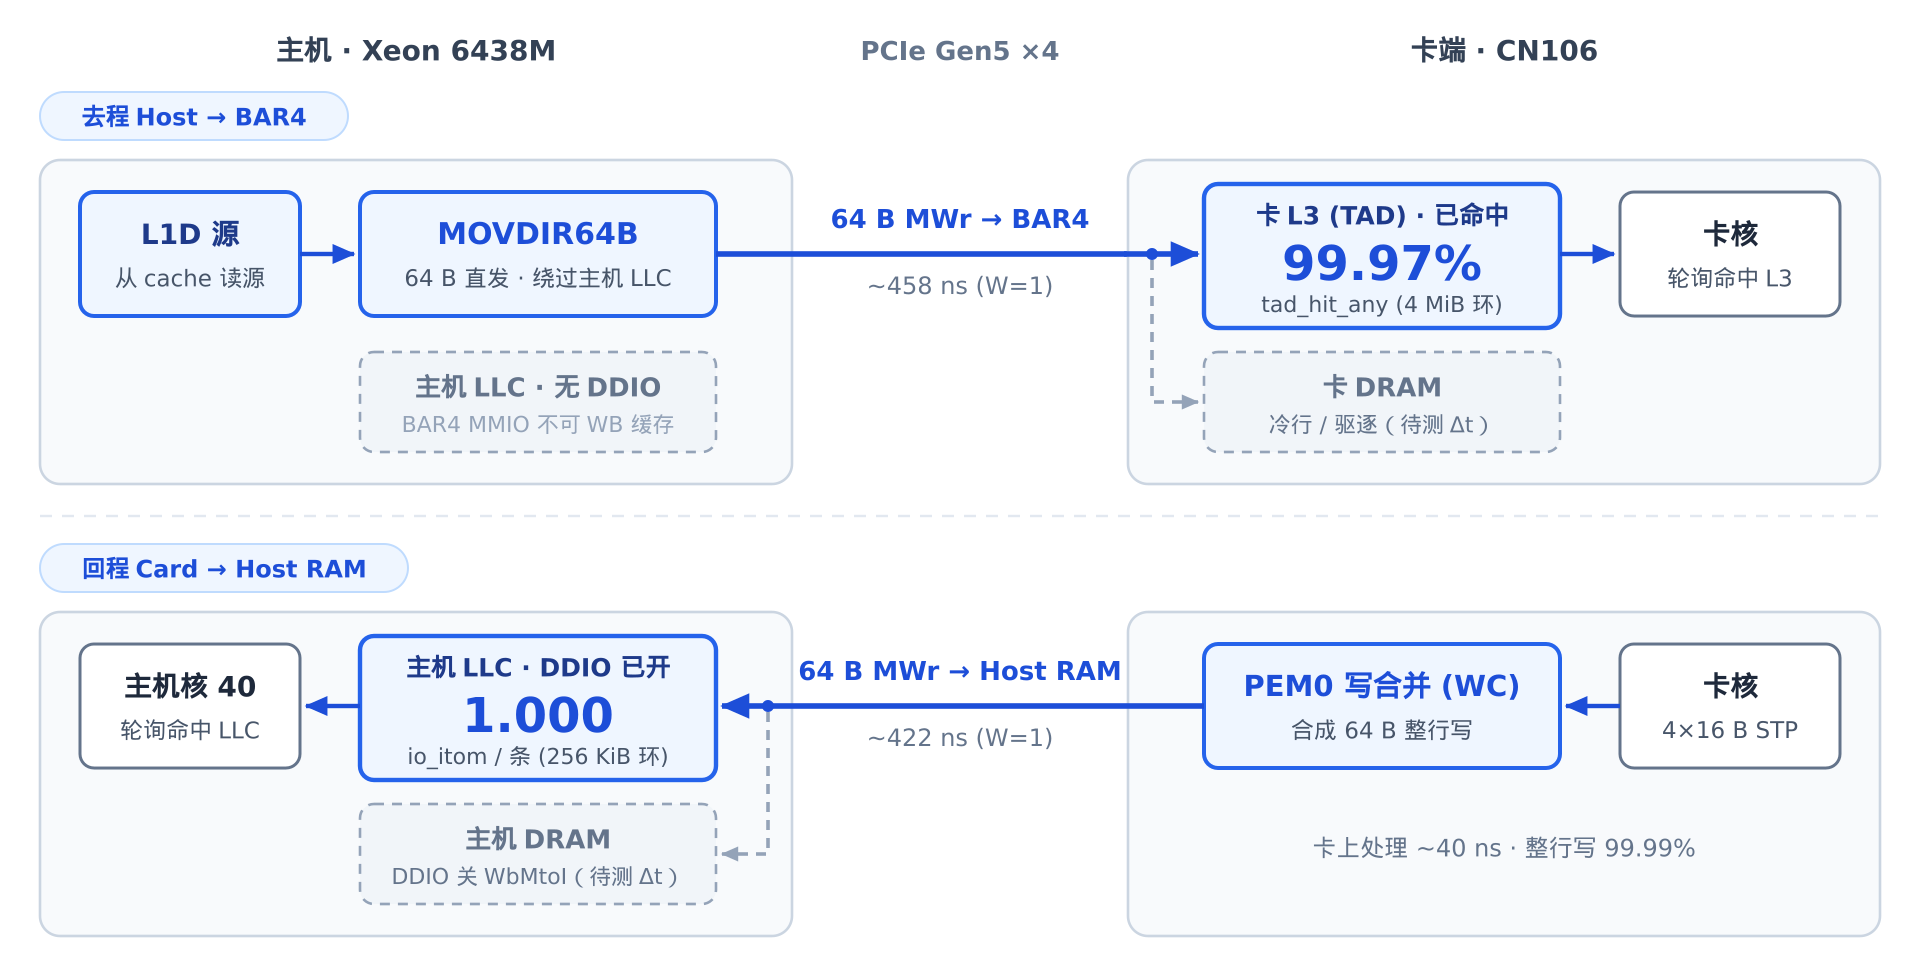 主机 · Xeon 6438M
PCIe Gen5 ×4
卡端 · CN106
去程 Host → BAR4
L1D 源
从 cache 读源
MOVDIR64B
64 B 直发 · 绕过主机 LLC
64 B MWr → BAR4
~458 ns (W=1)
卡 L3 (TAD) · 已命中
99.97%
tad_hit_any (4 MiB 环)
卡核
轮询命中 L3
主机 LLC · 无 DDIO
BAR4 MMIO 不可 WB 缓存
卡 DRAM
冷行 / 驱逐（待测 Δt）
回程 Card → Host RAM
主机核 40
轮询命中 LLC
主机 LLC · DDIO 已开
1.000
io_itom / 条 (256 KiB 环)
64 B MWr → Host RAM
~422 ns (W=1)
PEM0 写合并 (WC)
合成 64 B 整行写
卡核
4×16 B STP
主机 DRAM
DDIO 关 WbMtoI（待测 Δt）
卡上处理 ~40 ns · 整行写 99.99%